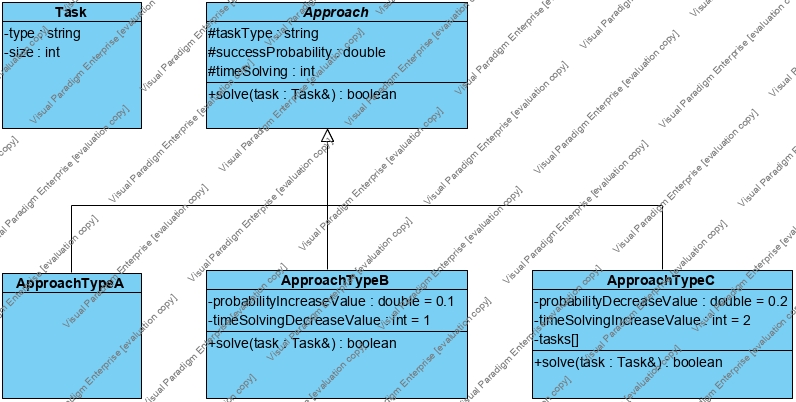 Task
-type : string
-size : int
Approach
#taskType : string
#successProbability : double
#timeSolving : int
+solve(task : Task&) : boolean
ApproachTypeA
ApproachTypeB
-probabilityIncreaseValue : double = 0.1
-timeSolvingDecreaseValue : int = 1
+solve(task : Task&) : boolean
ApproachTypeC
-probabilityDecreaseValue : double = 0.2
-timeSolvingIncreaseValue : int = 2
-tasks[]
+solve(task : Task&) : boolean
Visual Paradigm Enterprise [evaluation copy]